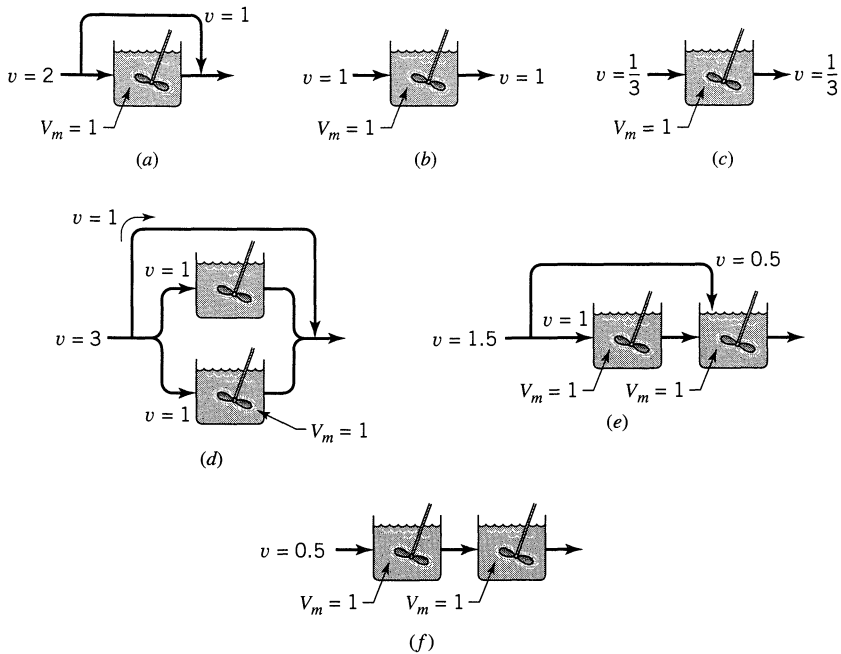 v = 1
v = 2
V_m = 1
(a)
v = 1
v = 1
V_m = 1
(b)
v = 1/3
v = 1/3
V_m = 1
(c)
v = 1
v = 1
v = 3
v = 1
V_m = 1
(d)
v = 0.5
v = 1
v = 1.5
V_m = 1
V_m = 1
(e)
v = 0.5
V_m = 1
V_m = 1
(f)